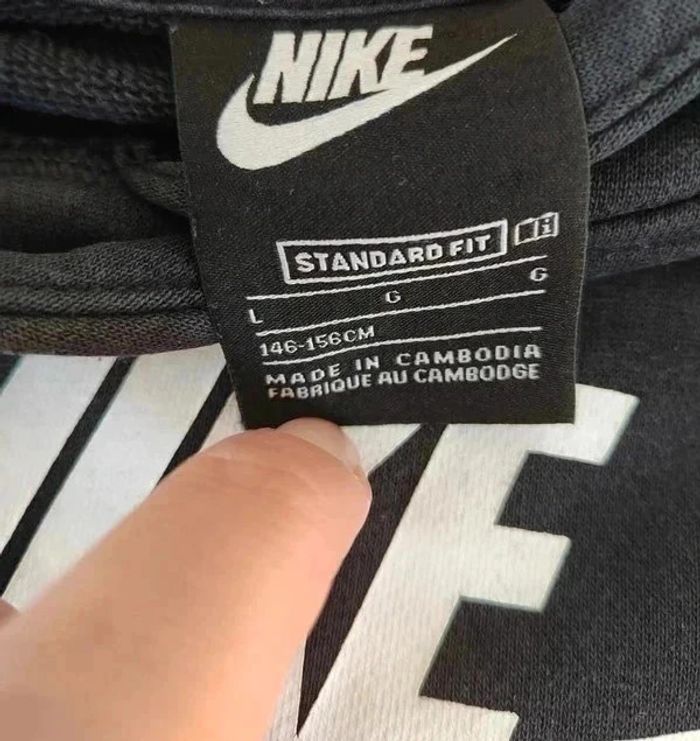 NIKE
STANDARD FIT
L G G
146-156CM
MADE IN CAMBODIA
FABRIQUE AU CAMBODGE